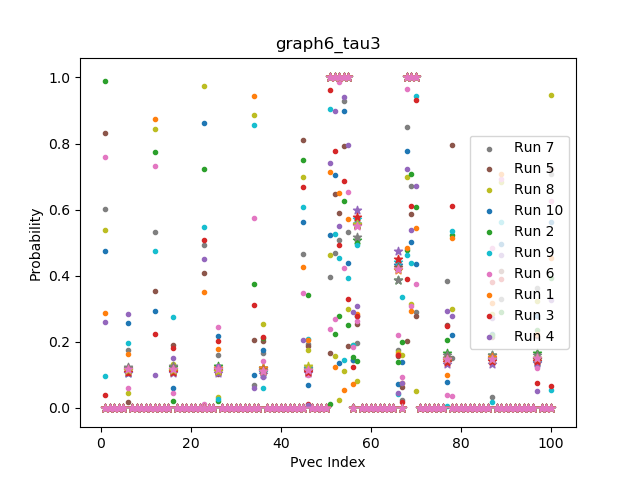 graph6_tau3
1.0
0.8
0.6
0.4
0.2
0.0
Probability
0
20
40
60
80
100
Pvec Index
Run 7
Run 5
Run 8
Run 10
Run 2
Run 9
Run 6
Run 1
Run 3
Run 4